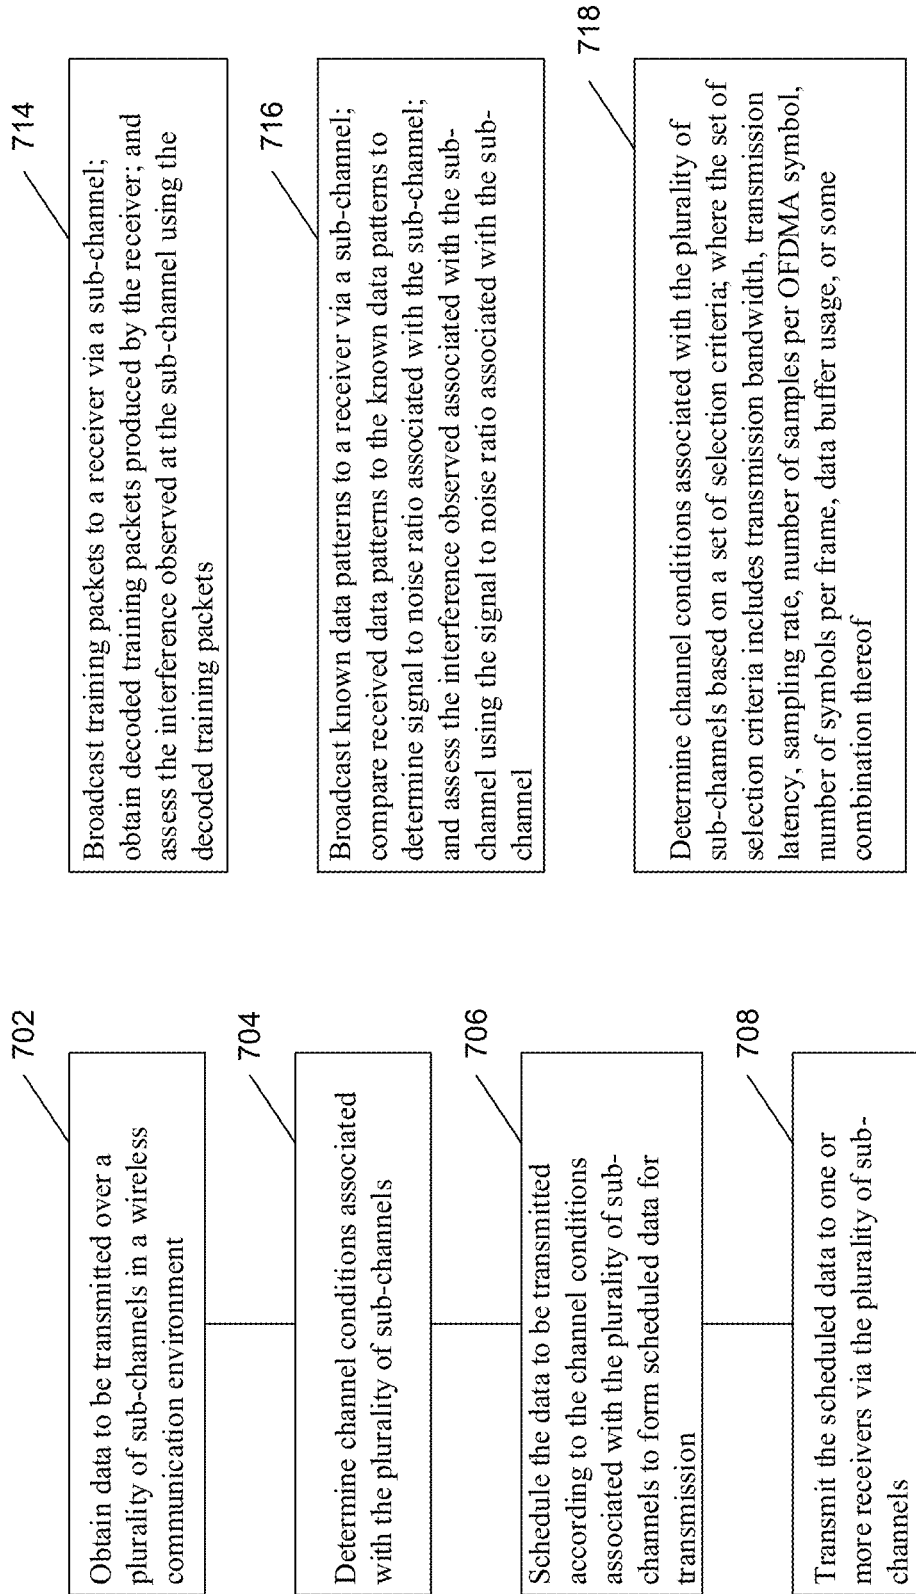 702
Obtain data to be transmitted over a
plurality of sub-channels in a wireless
communication environment
704
Determine channel conditions associated
with the plurality of sub-channels
706
Schedule the data to be transmitted
according to the channel conditions
associated with the plurality of sub-
channels to form scheduled data for
transmission
708
Transmit the scheduled data to one or
more receivers via the plurality of sub-
channels
714
Broadcast training packets to a receiver via a sub-channel;
obtain decoded training packets produced by the receiver; and
assess the interference observed at the sub-channel using the
decoded training packets
716
Broadcast known data patterns to a receiver via a sub-channel;
compare received data patterns to the known data patterns to
determine signal to noise ratio associated with the sub-channel;
and assess the interference observed associated with the sub-
channel using the signal to noise ratio associated with the sub-
channel
718
Determine channel conditions associated with the plurality of
sub-channels based on a set of selection criteria; where the set of
selection criteria includes transmission bandwidth, transmission
latency, sampling rate, number of samples per OFDMA symbol,
number of symbols per frame, data buffer usage, or some
combination thereof